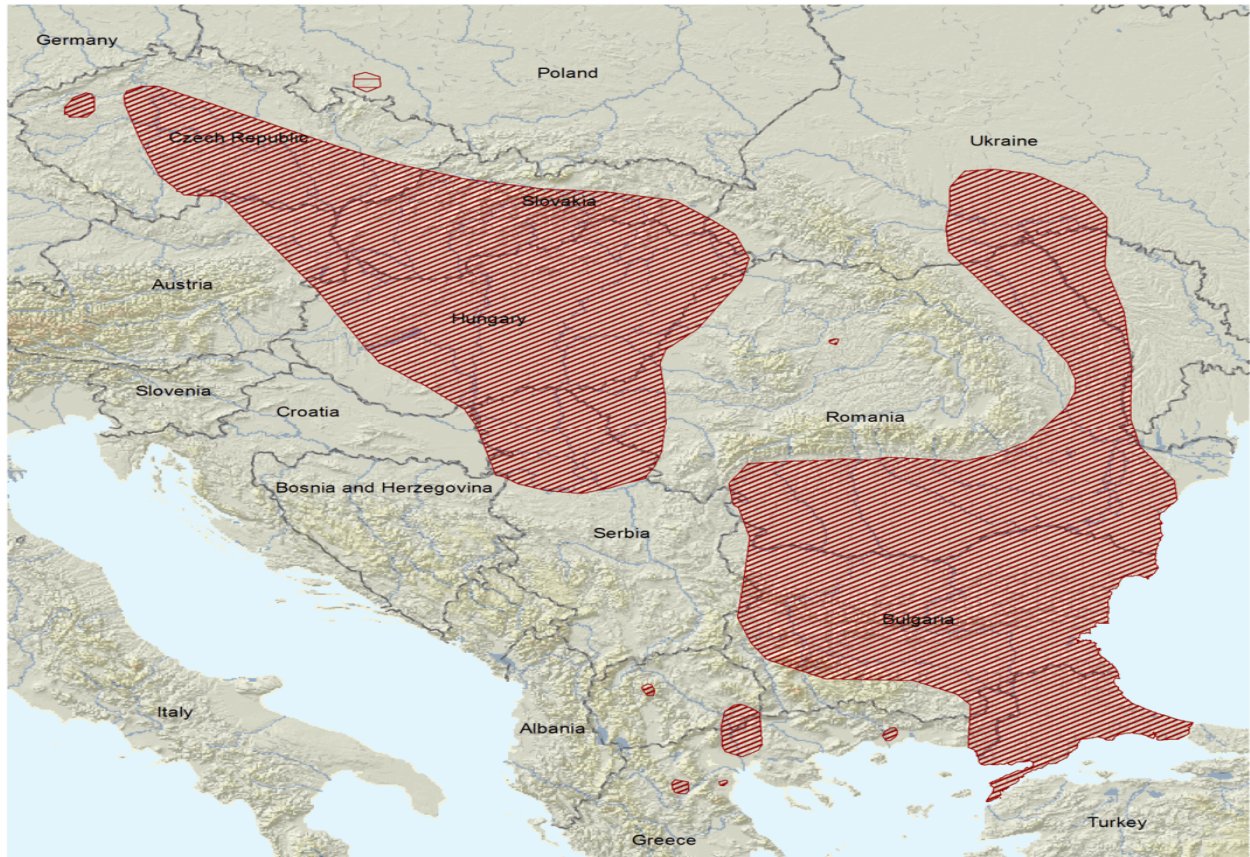 Germany
Poland
Czech Republic
Ukraine
Slovakia
Austria
Hungary
Slovenia
Croatia
Romania
Bosnia and Herzegovina
Serbia
Bulgaria
Italy
Albania
Turkey
Greece